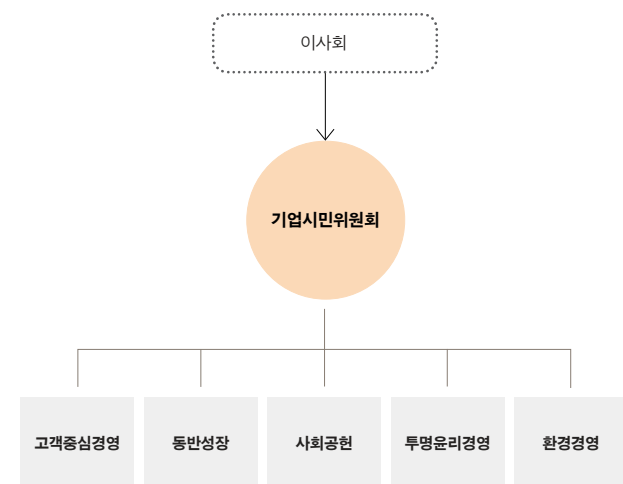 이사회
기업시민위원회
고객중심경영
동반성장
사회공헌
투명윤리경영
환경경영